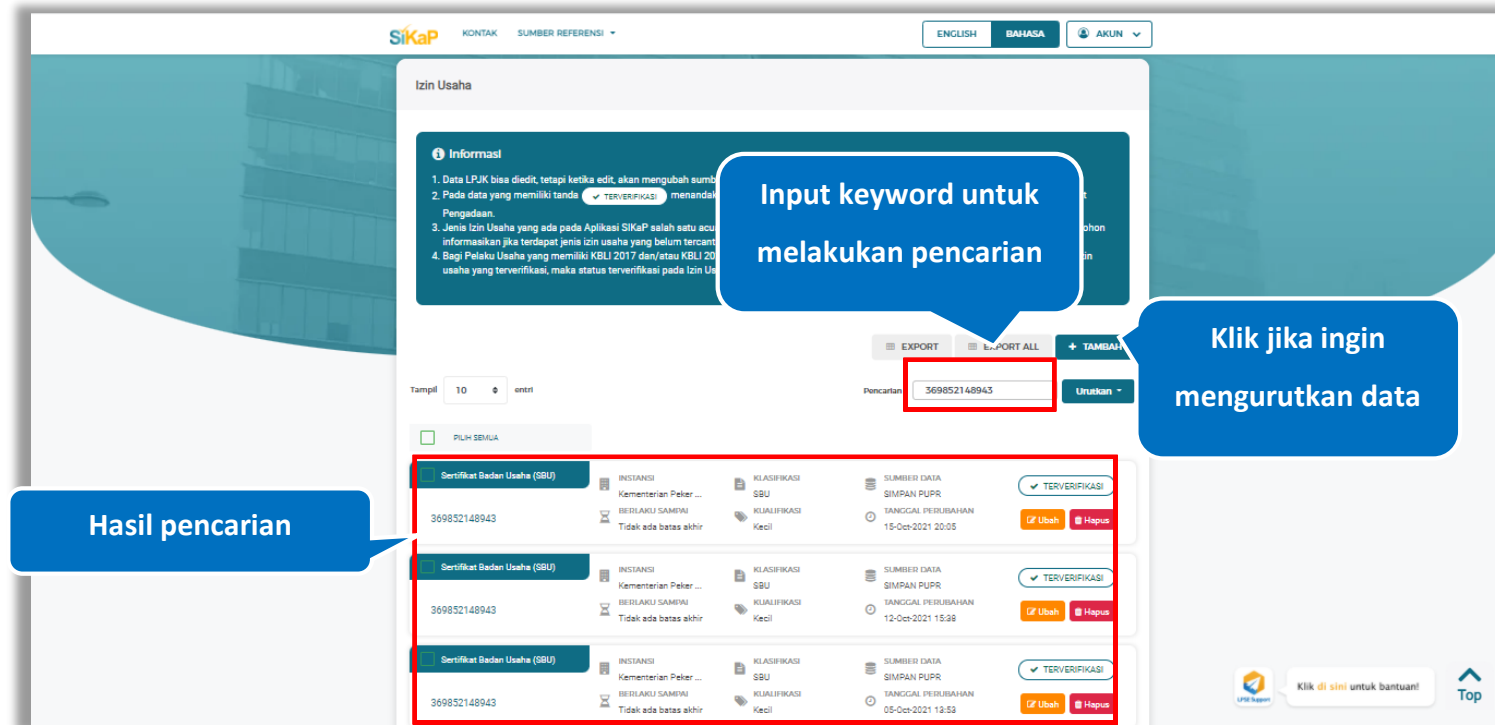 SiKaP KONTAK SUMBER REFERENSI ENGLISH BAHASA AKUN
Izin Usaha
Informasi
1. Data LPJK bisa diedit, tetapi ketika edit, akan mengubah sumb
2. Pada data yang memiliki tanda TERVERIFIKASI menandak
Pengadaan.
3. Jenis Izin Usaha yang ada pada Aplikasi SIKaP salah satu acu ohon
informasikan jika terdapat jenis izin usaha yang belum tercant
4. Bagi Pelaku Usaha yang memiliki KBLI 2017 dan/atau KBLI 20 in
usaha yang terverifikasi, maka status terverifikasi pada Izin Us
Input keyword untuk
melakukan pencarian
Klik jika ingin
mengurutkan data
EXPORT EXPORT ALL + TAMBAH
Tampil 10 entri Pencarian 369852148943 Urutkan
PILIH SEMUA
Hasil pencarian
Sertifikat Badan Usaha (SBU) INSTANSI KLASIFIKASI SUMBER DATA
Kementerian Peker ... SBU SIMPAN PUPR TERVERIFIKASI
369852148943 BERLAKU SAMPAI KUALIFIKASI TANGGAL PERUBAHAN
Tidak ada batas akhir Kecil 15-Oct-2021 20:05 Ubah Hapus
Sertifikat Badan Usaha (SBU) INSTANSI KLASIFIKASI SUMBER DATA
Kementerian Peker ... SBU SIMPAN PUPR TERVERIFIKASI
369852148943 BERLAKU SAMPAI KUALIFIKASI TANGGAL PERUBAHAN
Tidak ada batas akhir Kecil 12-Oct-2021 15:38 Ubah Hapus
Sertifikat Badan Usaha (SBU) INSTANSI KLASIFIKASI SUMBER DATA
Kementerian Peker ... SBU SIMPAN PUPR TERVERIFIKASI
369852148943 BERLAKU SAMPAI KUALIFIKASI TANGGAL PERUBAHAN
Tidak ada batas akhir Kecil 05-Oct-2021 13:53 Ubah Hapus
LPSE Support Klik di sini untuk bantuan! Top